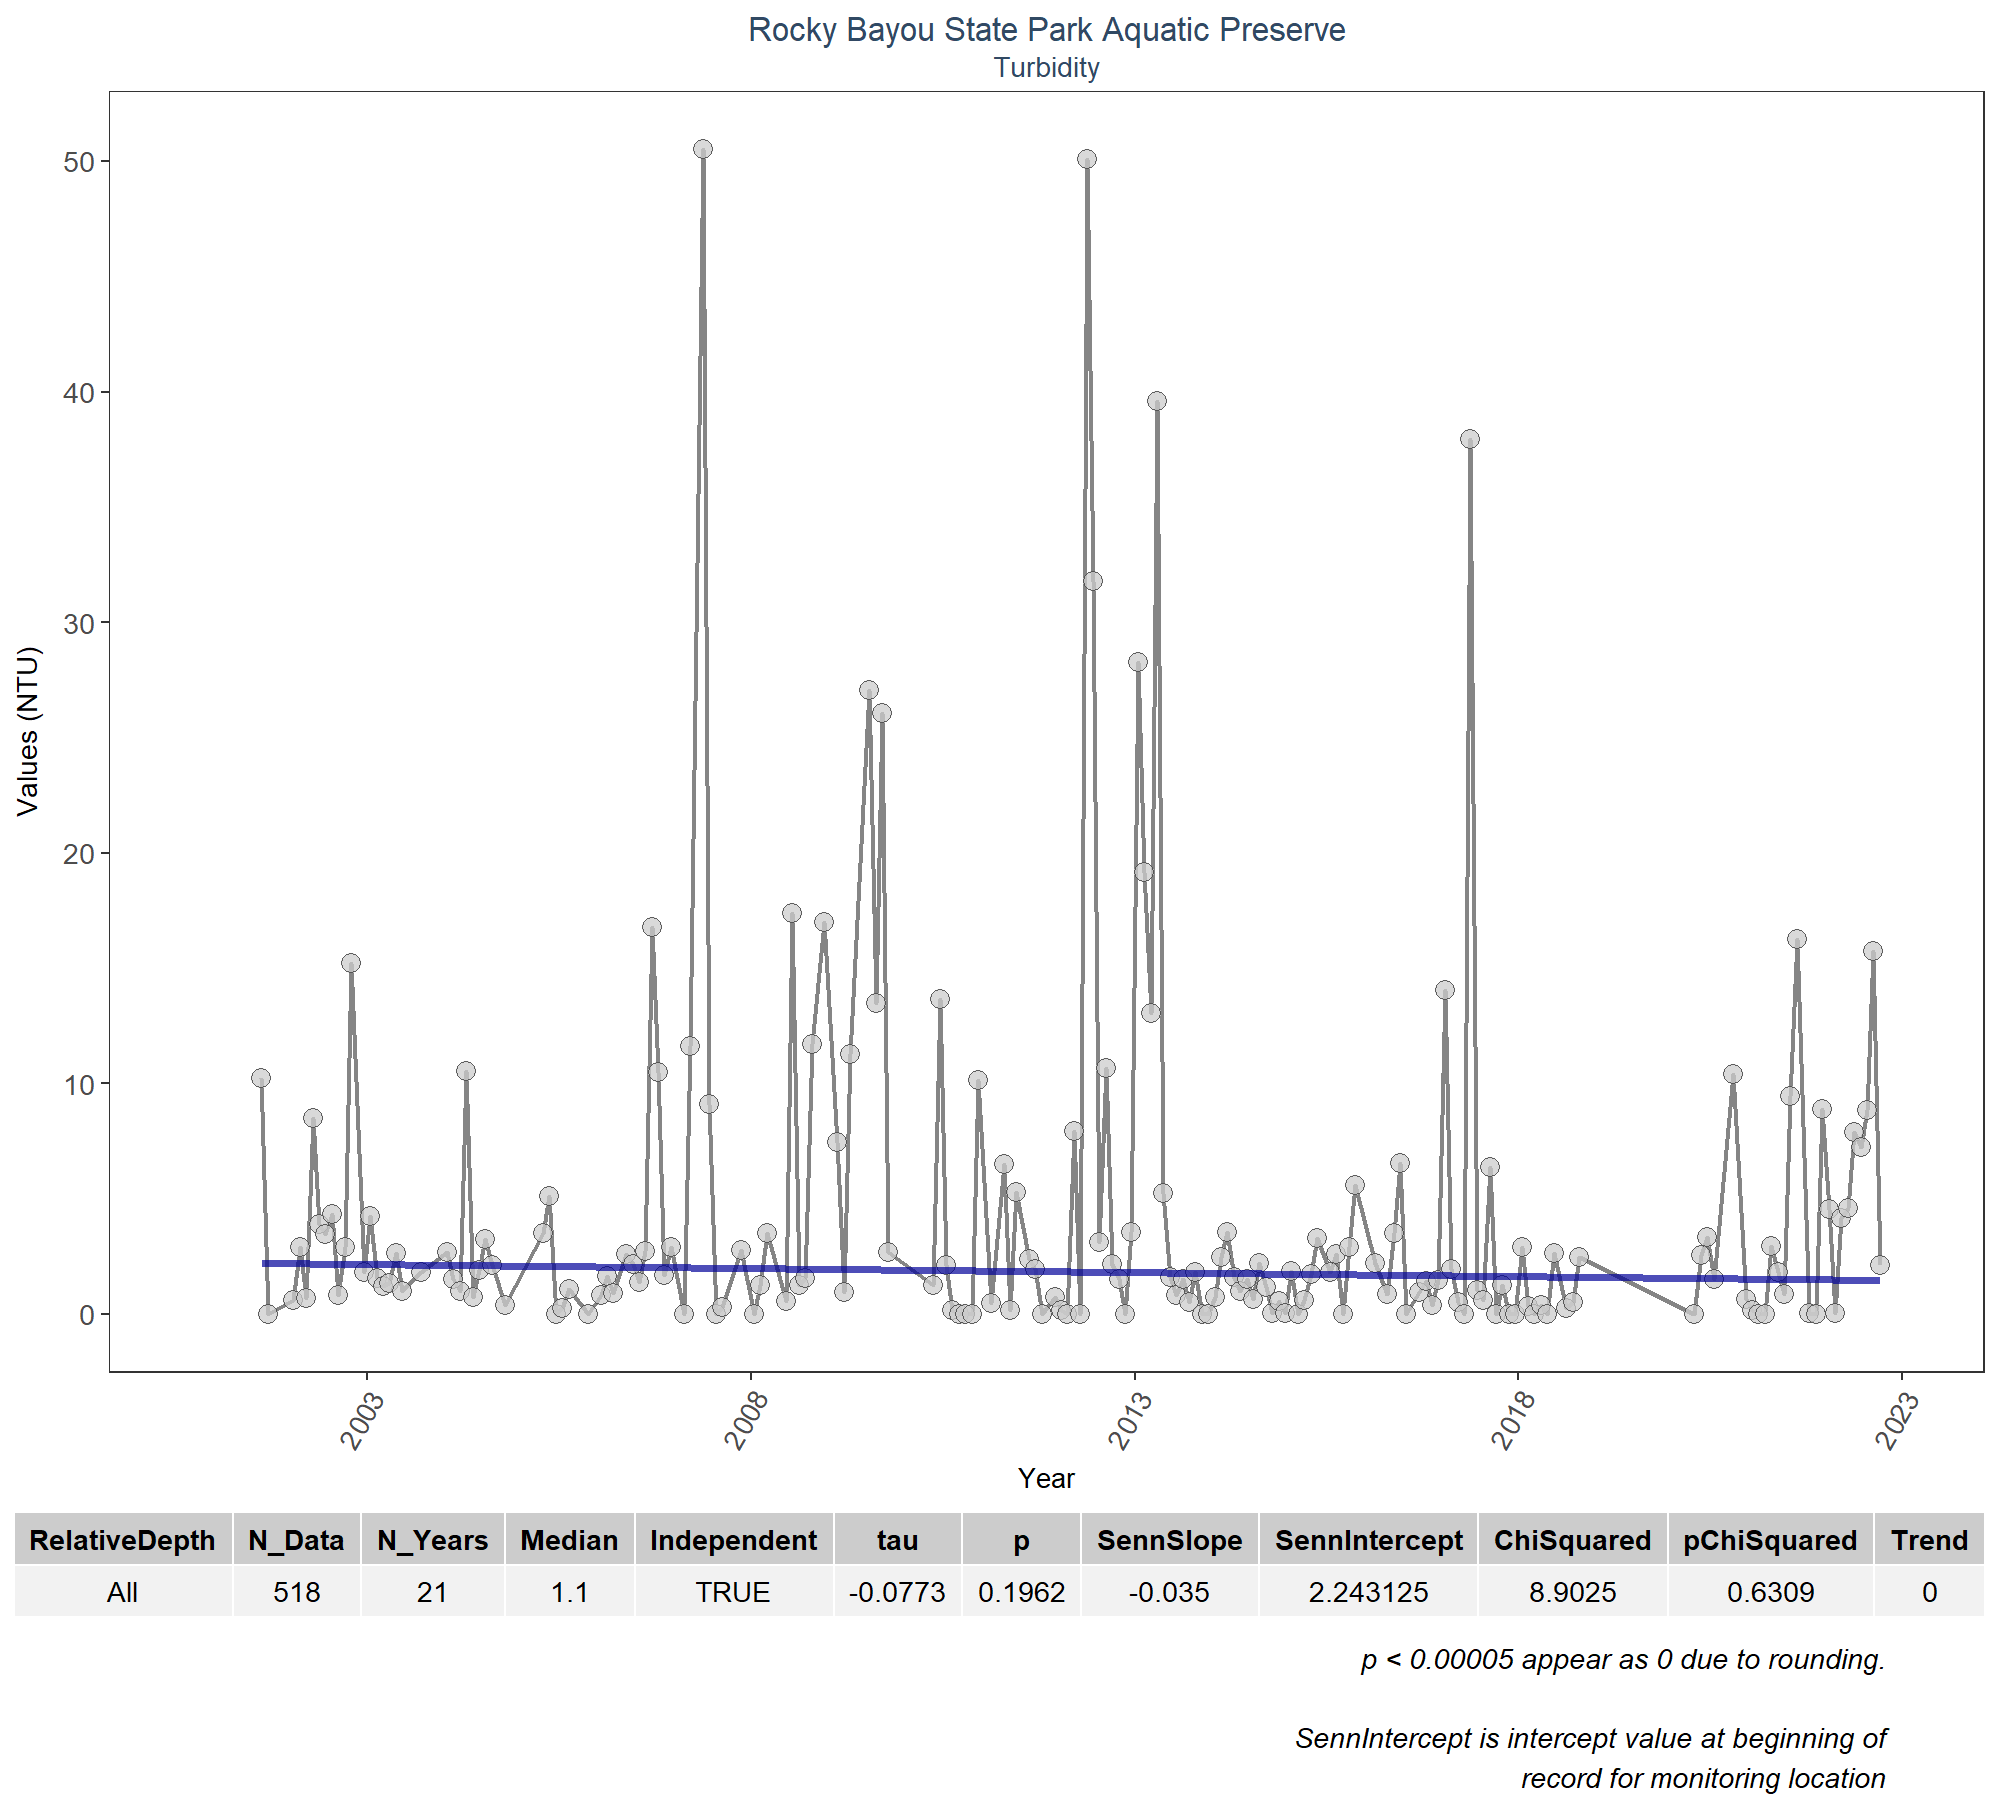 Rocky Bayou State Park Aquatic Preserve
Turbidity
Values (NTU)
50
40
30
20
10
0
2003 2008 2013 2018 2023
Year
RelativeDepth N_Data N_Years Median Independent tau p SennSlope SennIntercept ChiSquared pChiSquared Trend
All 518 21 1.1 TRUE -0.0773 0.1962 -0.035 2.243125 8.9025 0.6309 0
p < 0.00005 appear as 0 due to rounding.
SennIntercept is intercept value at beginning of
record for monitoring location